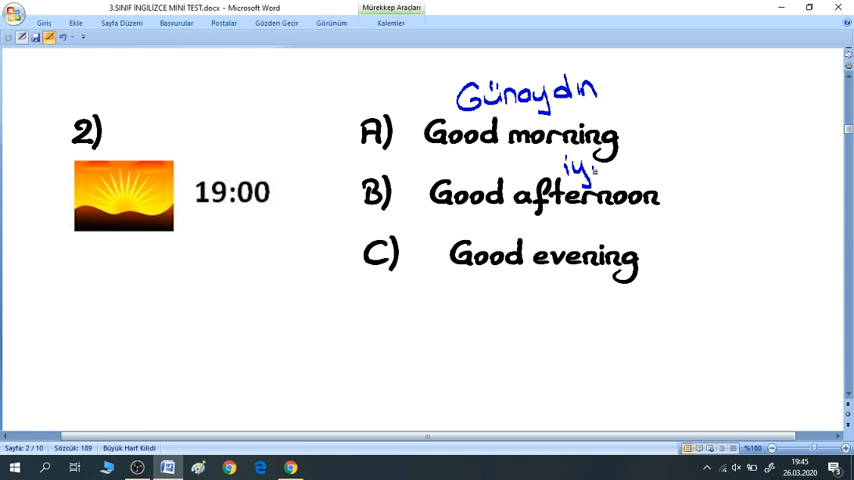 3.SINIF İNGİLİZCE MİNİ TEST.docx - Microsoft Word
Mürekkep Araçları
Giriş Ekle Sayfa Düzeni Başvurular Postalar Gözden Geçir Görünüm Kalemler
Günaydın
2) A) Good morning
iy
19:00 B) Good afternoon
C) Good evening
Sayfa: 2 / 10 Sözcük: 189 Büyük Harf Kilidi %180
19:45
26.03.2020
3